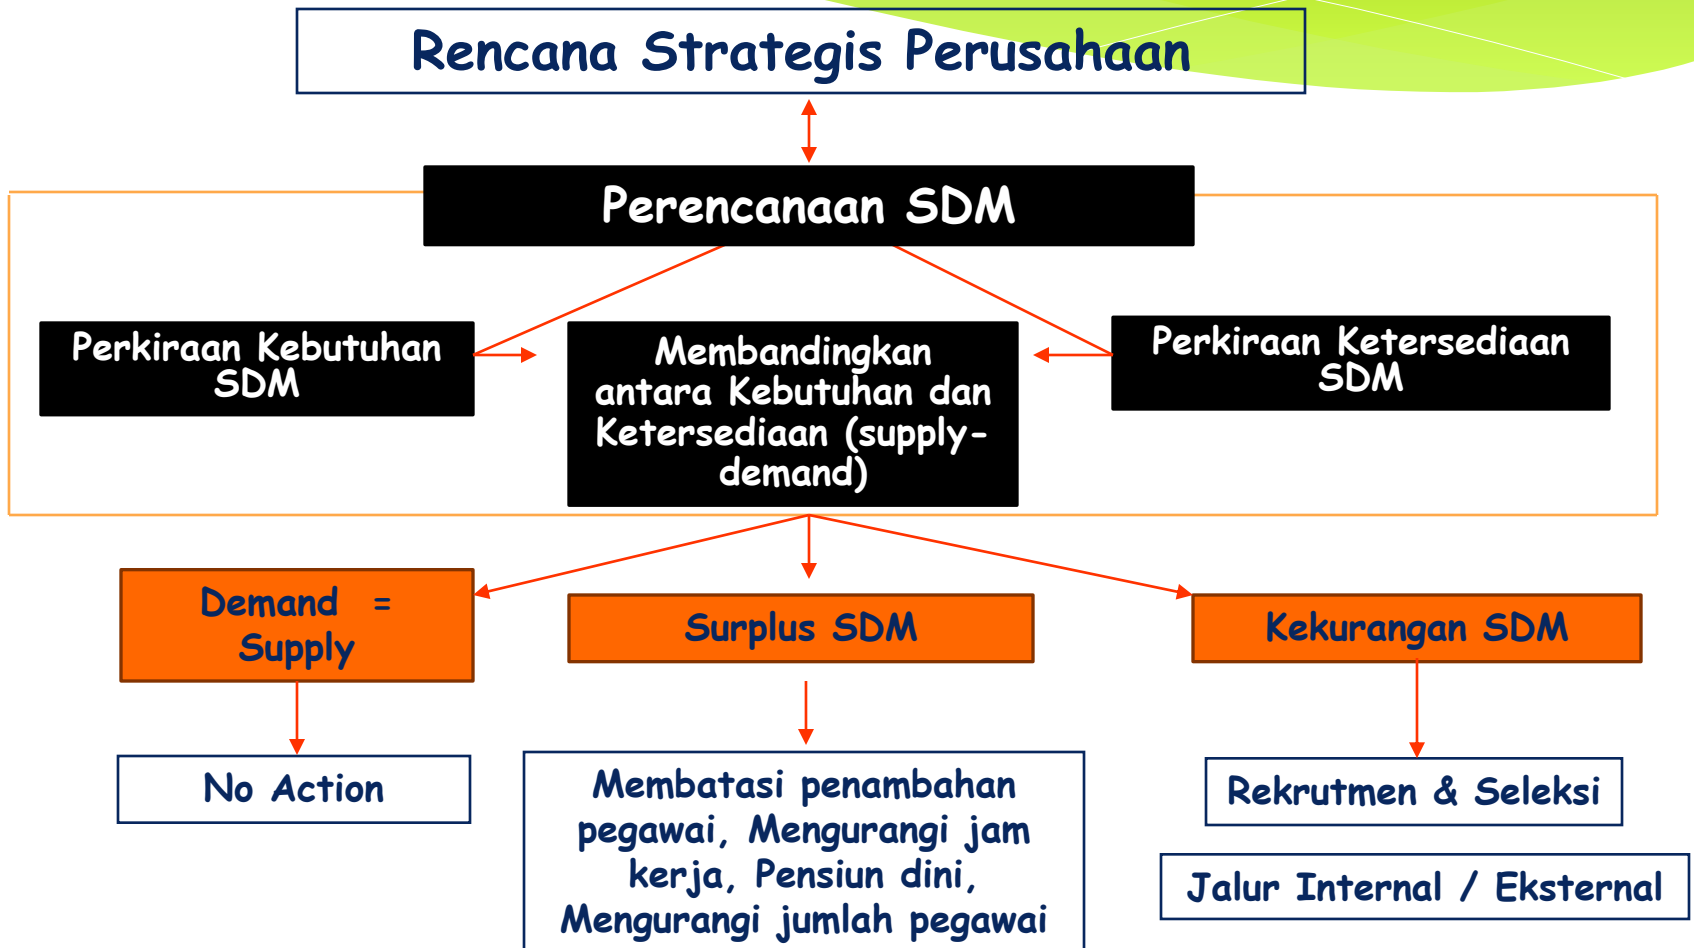 Rencana Strategis Perusahaan
Perencanaan SDM
Perkiraan Kebutuhan
SDM
Membandingkan
antara Kebutuhan dan
Ketersediaan (supply-
demand)
Perkiraan Ketersediaan
SDM
Demand =
Supply
Surplus SDM
Kekurangan SDM
No Action
Membatasi penambahan
pegawai, Mengurangi jam
kerja, Pensiun dini,
Mengurangi jumlah pegawai
Rekrutmen & Seleksi
Jalur Internal / Eksternal